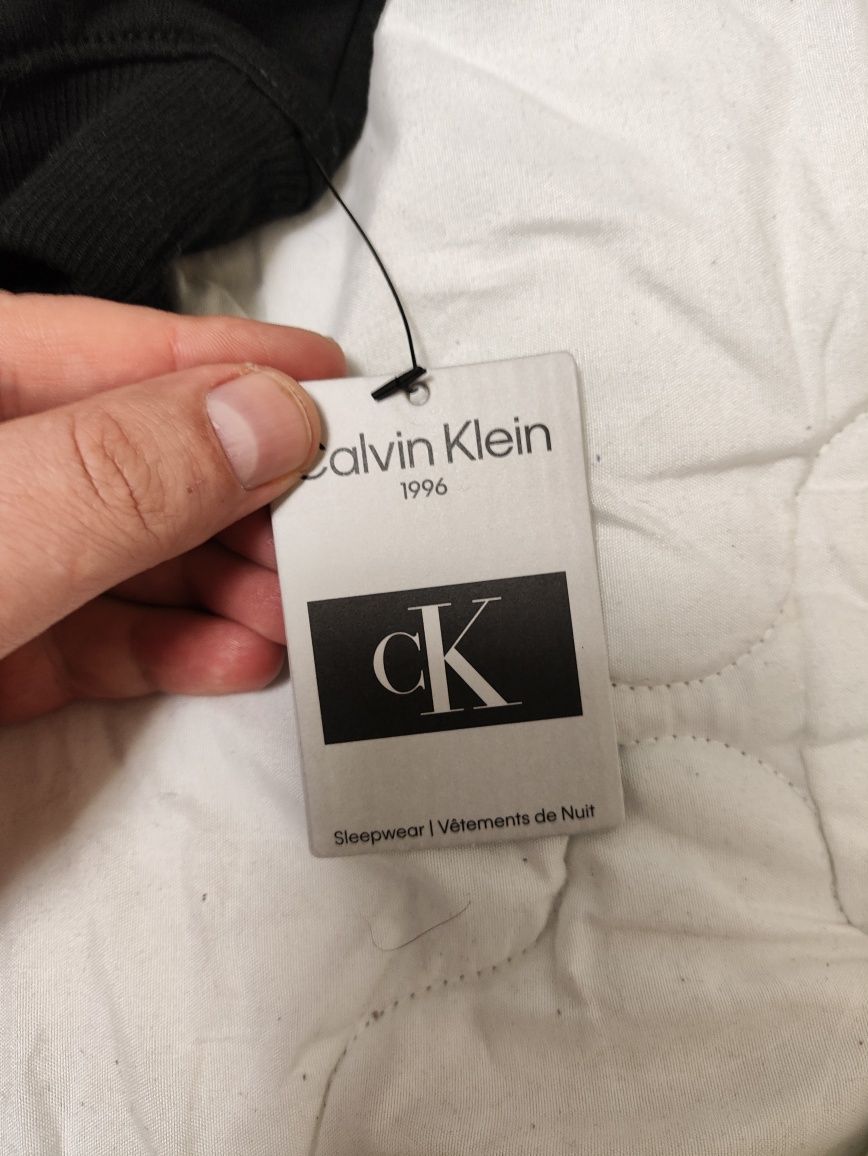 Calvin Klein
1996
CK
Sleepwear | Vêtements de Nuit